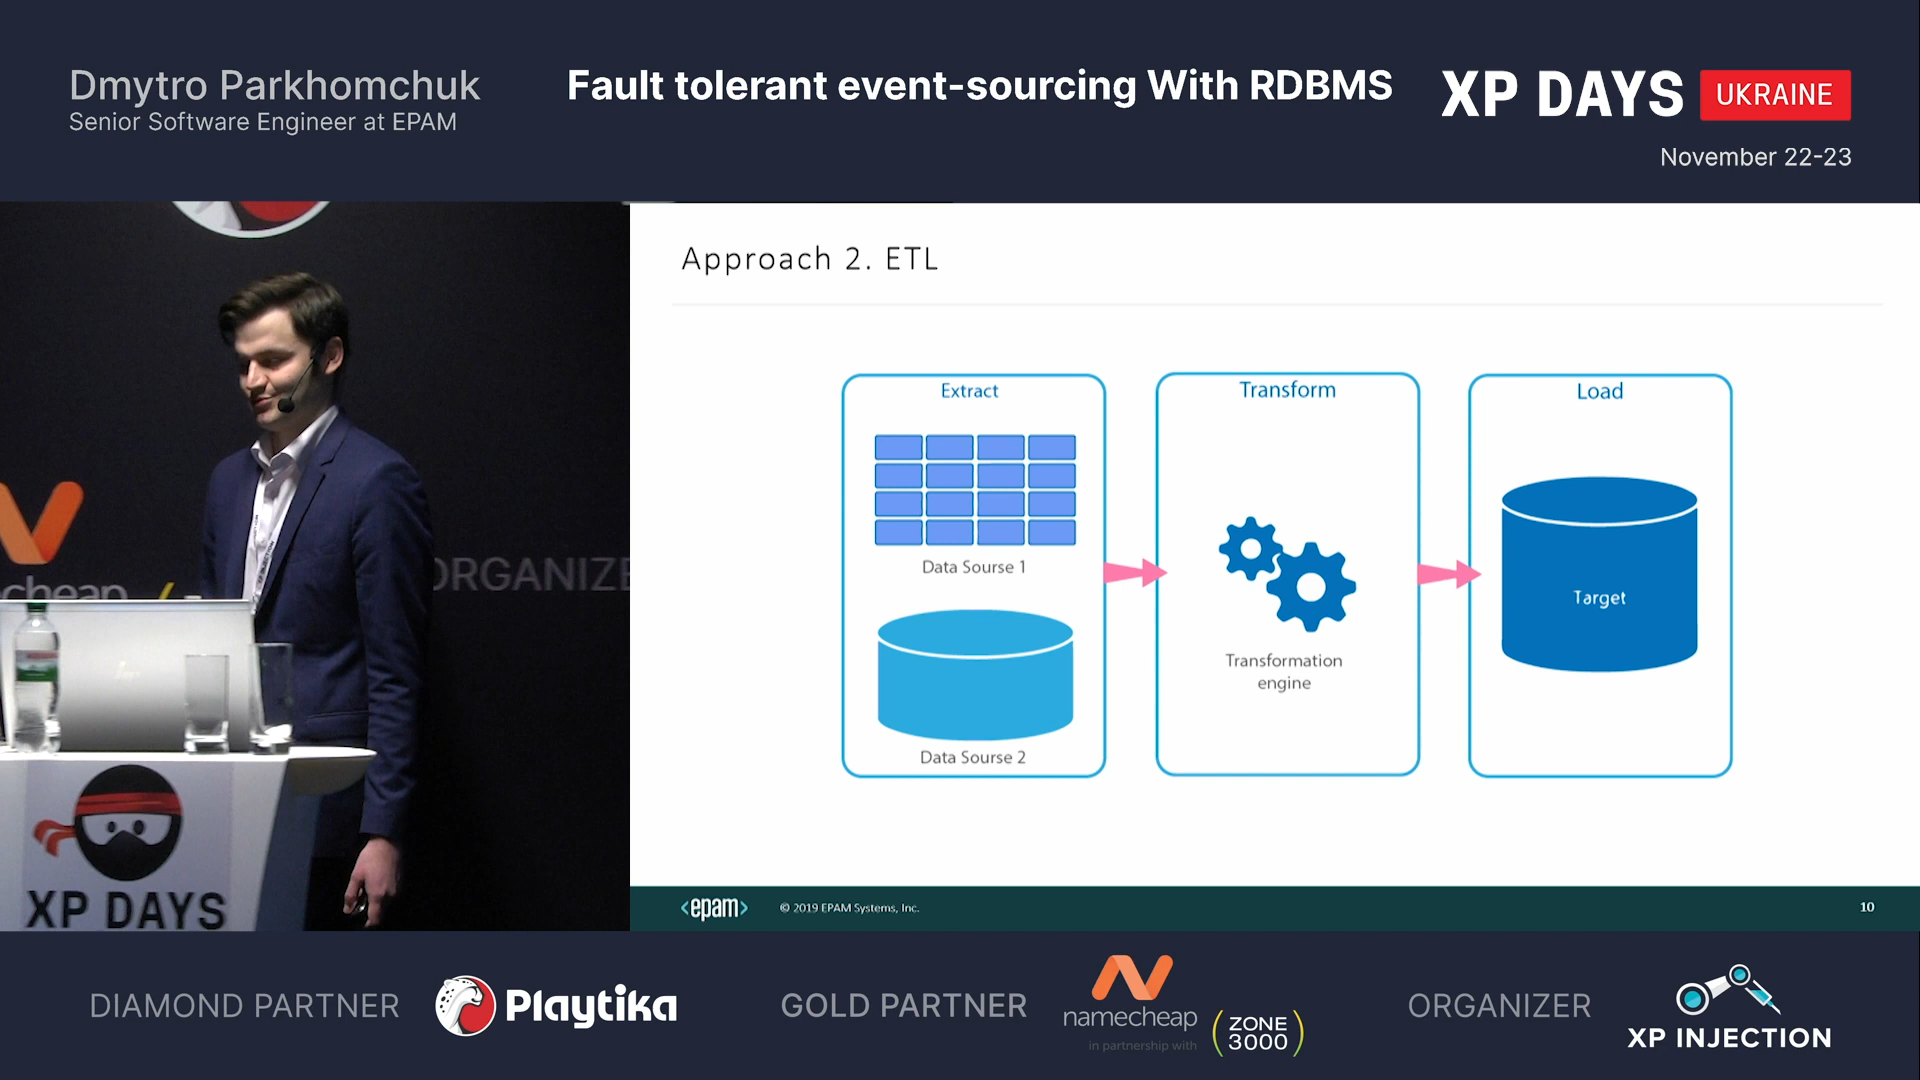 Dmytro Parkhomchuk
Senior Software Engineer at EPAM
Fault tolerant event-sourcing With RDBMS
XP DAYS UKRAINE
November 22-23
Approach 2. ETL
Extract
Data Sourse 1
Data Sourse 2
Transform
Transformation
engine
Load
Target
<epam>
© 2019 EPAM Systems, Inc.
10
cheap
ORGANIZE
XP DAYS
DIAMOND PARTNER
Playtika
GOLD PARTNER
namecheap
in partnership with
ZONE
3000
ORGANIZER
XP INJECTION